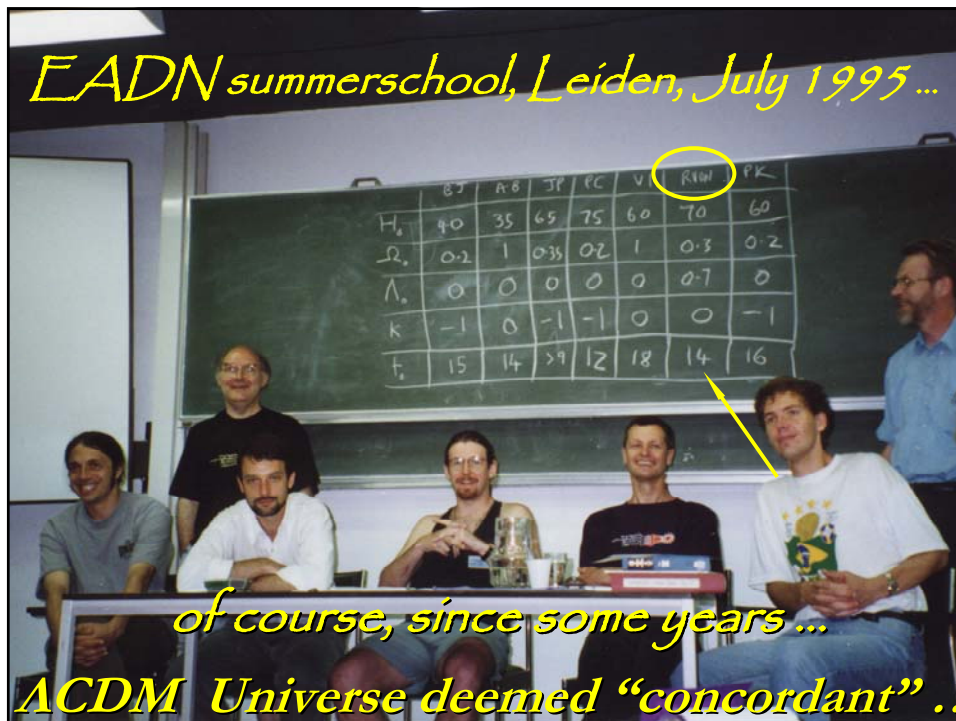 EADN summerschool, Leiden, July 1995 ...
BJ AB JP PC VI RVDW PK
H₀ 90 35 65 75 60 70 60
Ω₀ 0.2 1 0.35 0.2 1 0.3 0.2
Λ₀ 0 0 0 0 0 0.7 0
K -1 0 -1 -1 0 0 -1
t₀ 15 14 >9 12 18 14 16
of course, since some years ...
ΛCDM Universe deemed “concordant” ..